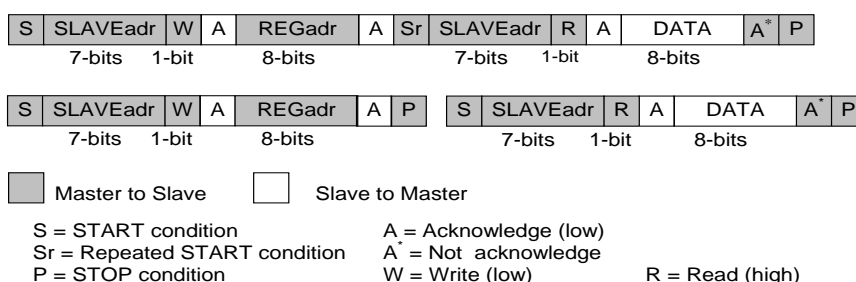 S SLAVEadr W A REGadr A Sr SLAVEadr R A DATA A* P
7-bits 1-bit 8-bits 7-bits 1-bit 8-bits
S SLAVEadr W A REGadr A P S SLAVEadr R A DATA A* P
7-bits 1-bit 8-bits 7-bits 1-bit 8-bits
Master to Slave Slave to Master
S = START condition A = Acknowledge (low)
Sr = Repeated START condition A* = Not acknowledge
P = STOP condition W = Write (low) R = Read (high)